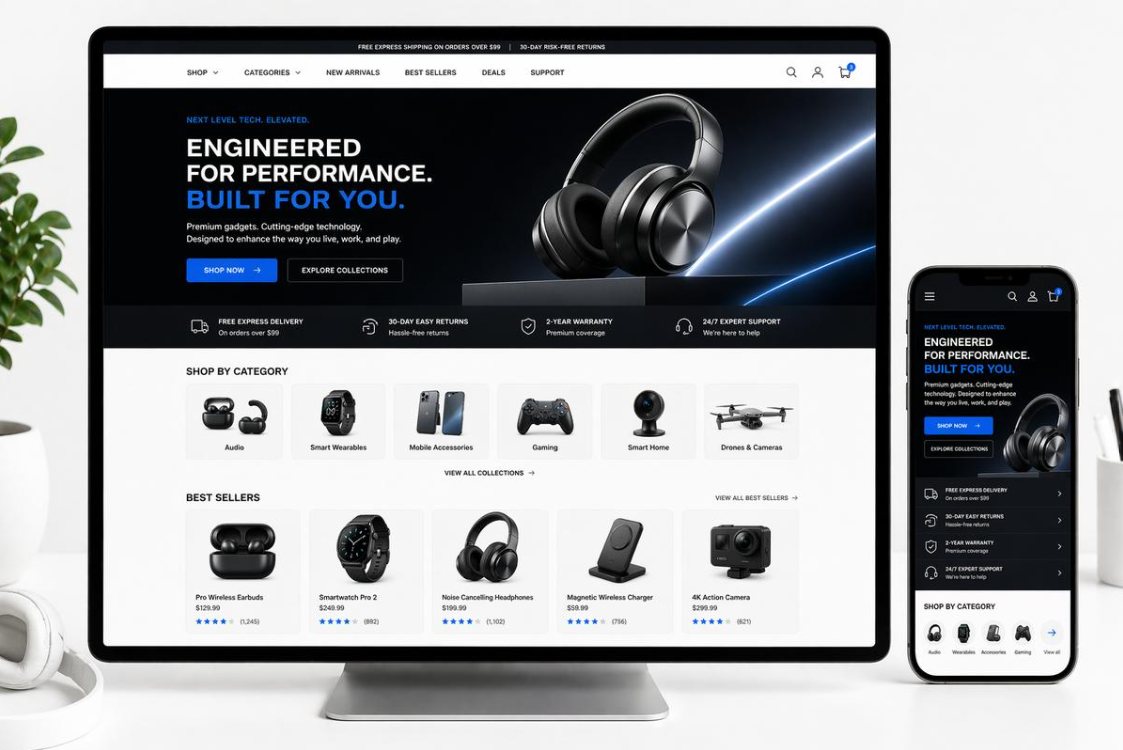 FREE EXPRESS SHIPPING ON ORDERS OVER $99 | 30-DAY RISK-FREE RETURNS
SHOP CATEGORIES NEW ARRIVALS BEST SELLERS DEALS SUPPORT
3
NEXT LEVEL TECH. ELEVATED.
ENGINEERED
FOR PERFORMANCE.
BUILT FOR YOU.
Premium gadgets. Cutting-edge technology.
Designed to enhance the way you live, work, and play.
SHOP NOW → EXPLORE COLLECTIONS
FREE EXPRESS DELIVERY
On orders over $99
30-DAY EASY RETURNS
Hassle-free returns
2-YEAR WARRANTY
Premium coverage
24/7 EXPERT SUPPORT
We're here to help
SHOP BY CATEGORY
Audio
Smart Wearables
Mobile Accessories
Gaming
Smart Home
Drones & Cameras
VIEW ALL COLLECTIONS →
BEST SELLERS
VIEW ALL BEST SELLERS →
Pro Wireless Earbuds
$129.99
(1,245)
Smartwatch Pro 2
$249.99
(892)
Noise Cancelling Headphones
$199.99
(1,102)
Magnetic Wireless Charger
$59.99
(756)
4K Action Camera
$299.99
(621)
NEXT LEVEL TECH. ELEVATED.
ENGINEERED
FOR PERFORMANCE.
BUILT FOR YOU.
Premium gadgets. Cutting-edge
technology. Designed to enhance
the way you live, work, and play.
SHOP NOW →
EXPLORE COLLECTIONS
FREE EXPRESS DELIVERY
On orders over $99
30-DAY EASY RETURNS
Hassle-free returns
2-YEAR WARRANTY
Premium coverage
24/7 EXPERT SUPPORT
We're here to help
SHOP BY CATEGORY
Audio
Wearables
Accessories
Gaming
View all